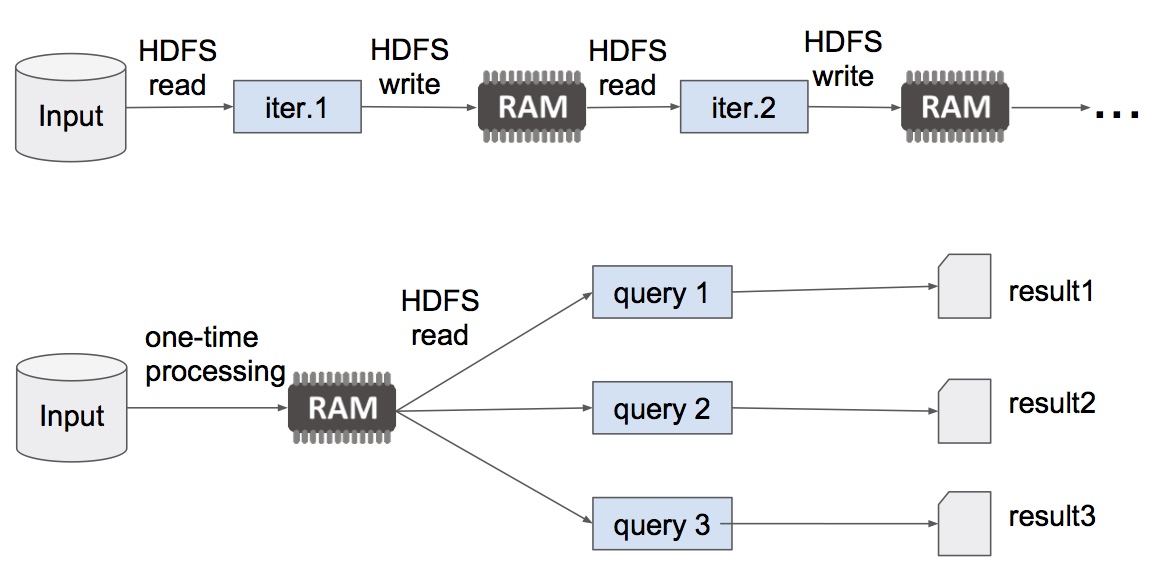 HDFS
read
HDFS
write
HDFS
read
HDFS
write
Input
iter.1
RAM
iter.2
RAM
...
one-time
processing
HDFS
read
Input
RAM
query 1
result1
query 2
result2
query 3
result3